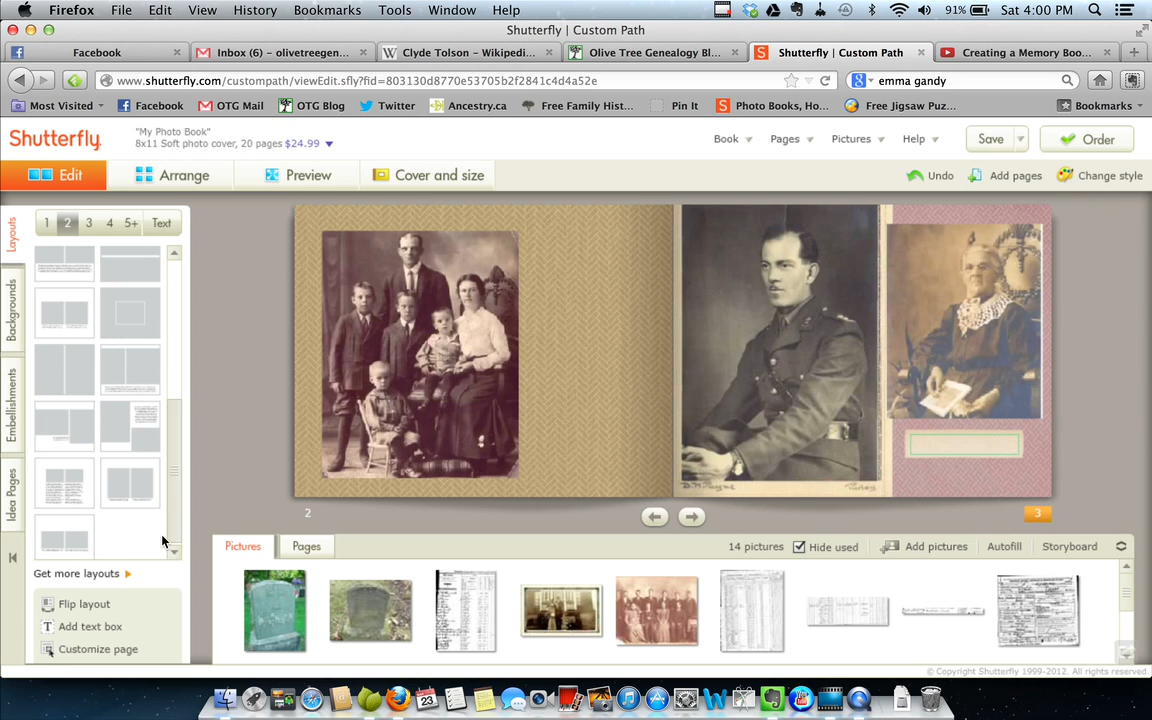 Firefox File Edit View History Bookmarks Tools Window Help 91% Sat 4:00 PM
Shutterfly | Custom Path
Facebook
Inbox (6) – olivetreegen...
Clyde Tolson – Wikipedi...
Olive Tree Genealogy Bl...
Shutterfly | Custom Path
Creating a Memory Boo...
www.shutterfly.com/custompath/viewEdit.sfly?fid=803130d8770e53705b2f2841c4d4a52e
emma gandy
Most Visited Facebook OTG Mail OTG Blog Twitter Ancestry.ca Free Family Hist... Pin It Photo Books, Ho... Free Jigsaw Puz... Bookmarks
Shutterfly.
"My Photo Book"
8x11 Soft photo cover, 20 pages $24.99
Book Pages Pictures Help Save Order
Edit Arrange Preview Cover and size Undo Add pages Change style
Layouts
Backgrounds
Embellishments
Idea Pages
1 2 3 4 5+ Text
Get more layouts
Flip layout
Add text box
Customize page
2
3
Pictures Pages 14 pictures Hide used Add pictures Autofill Storyboard
© Copyright Shutterfly 1999-2012. All rights reserved.
23